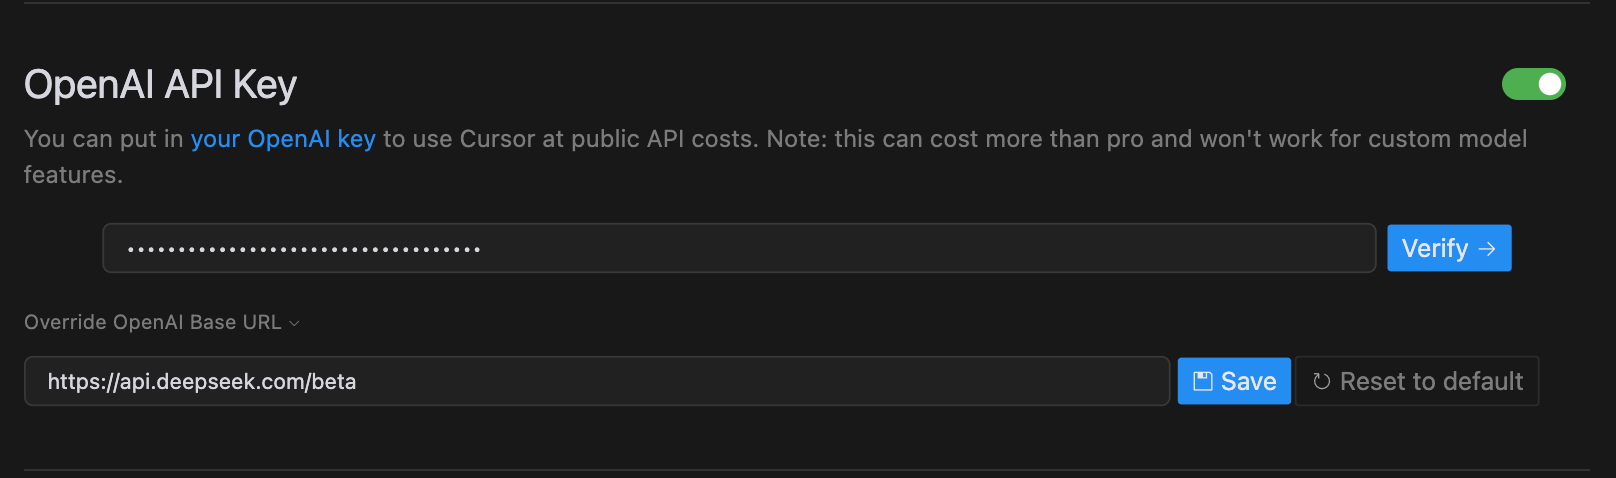 OpenAI API Key
You can put in your OpenAI key to use Cursor at public API costs. Note: this can cost more than pro and won't work for custom model
features.
•••••••••••••••••••••••••••••••••••
Verify →
Override OpenAI Base URL
https://api.deepseek.com/beta
Save
Reset to default